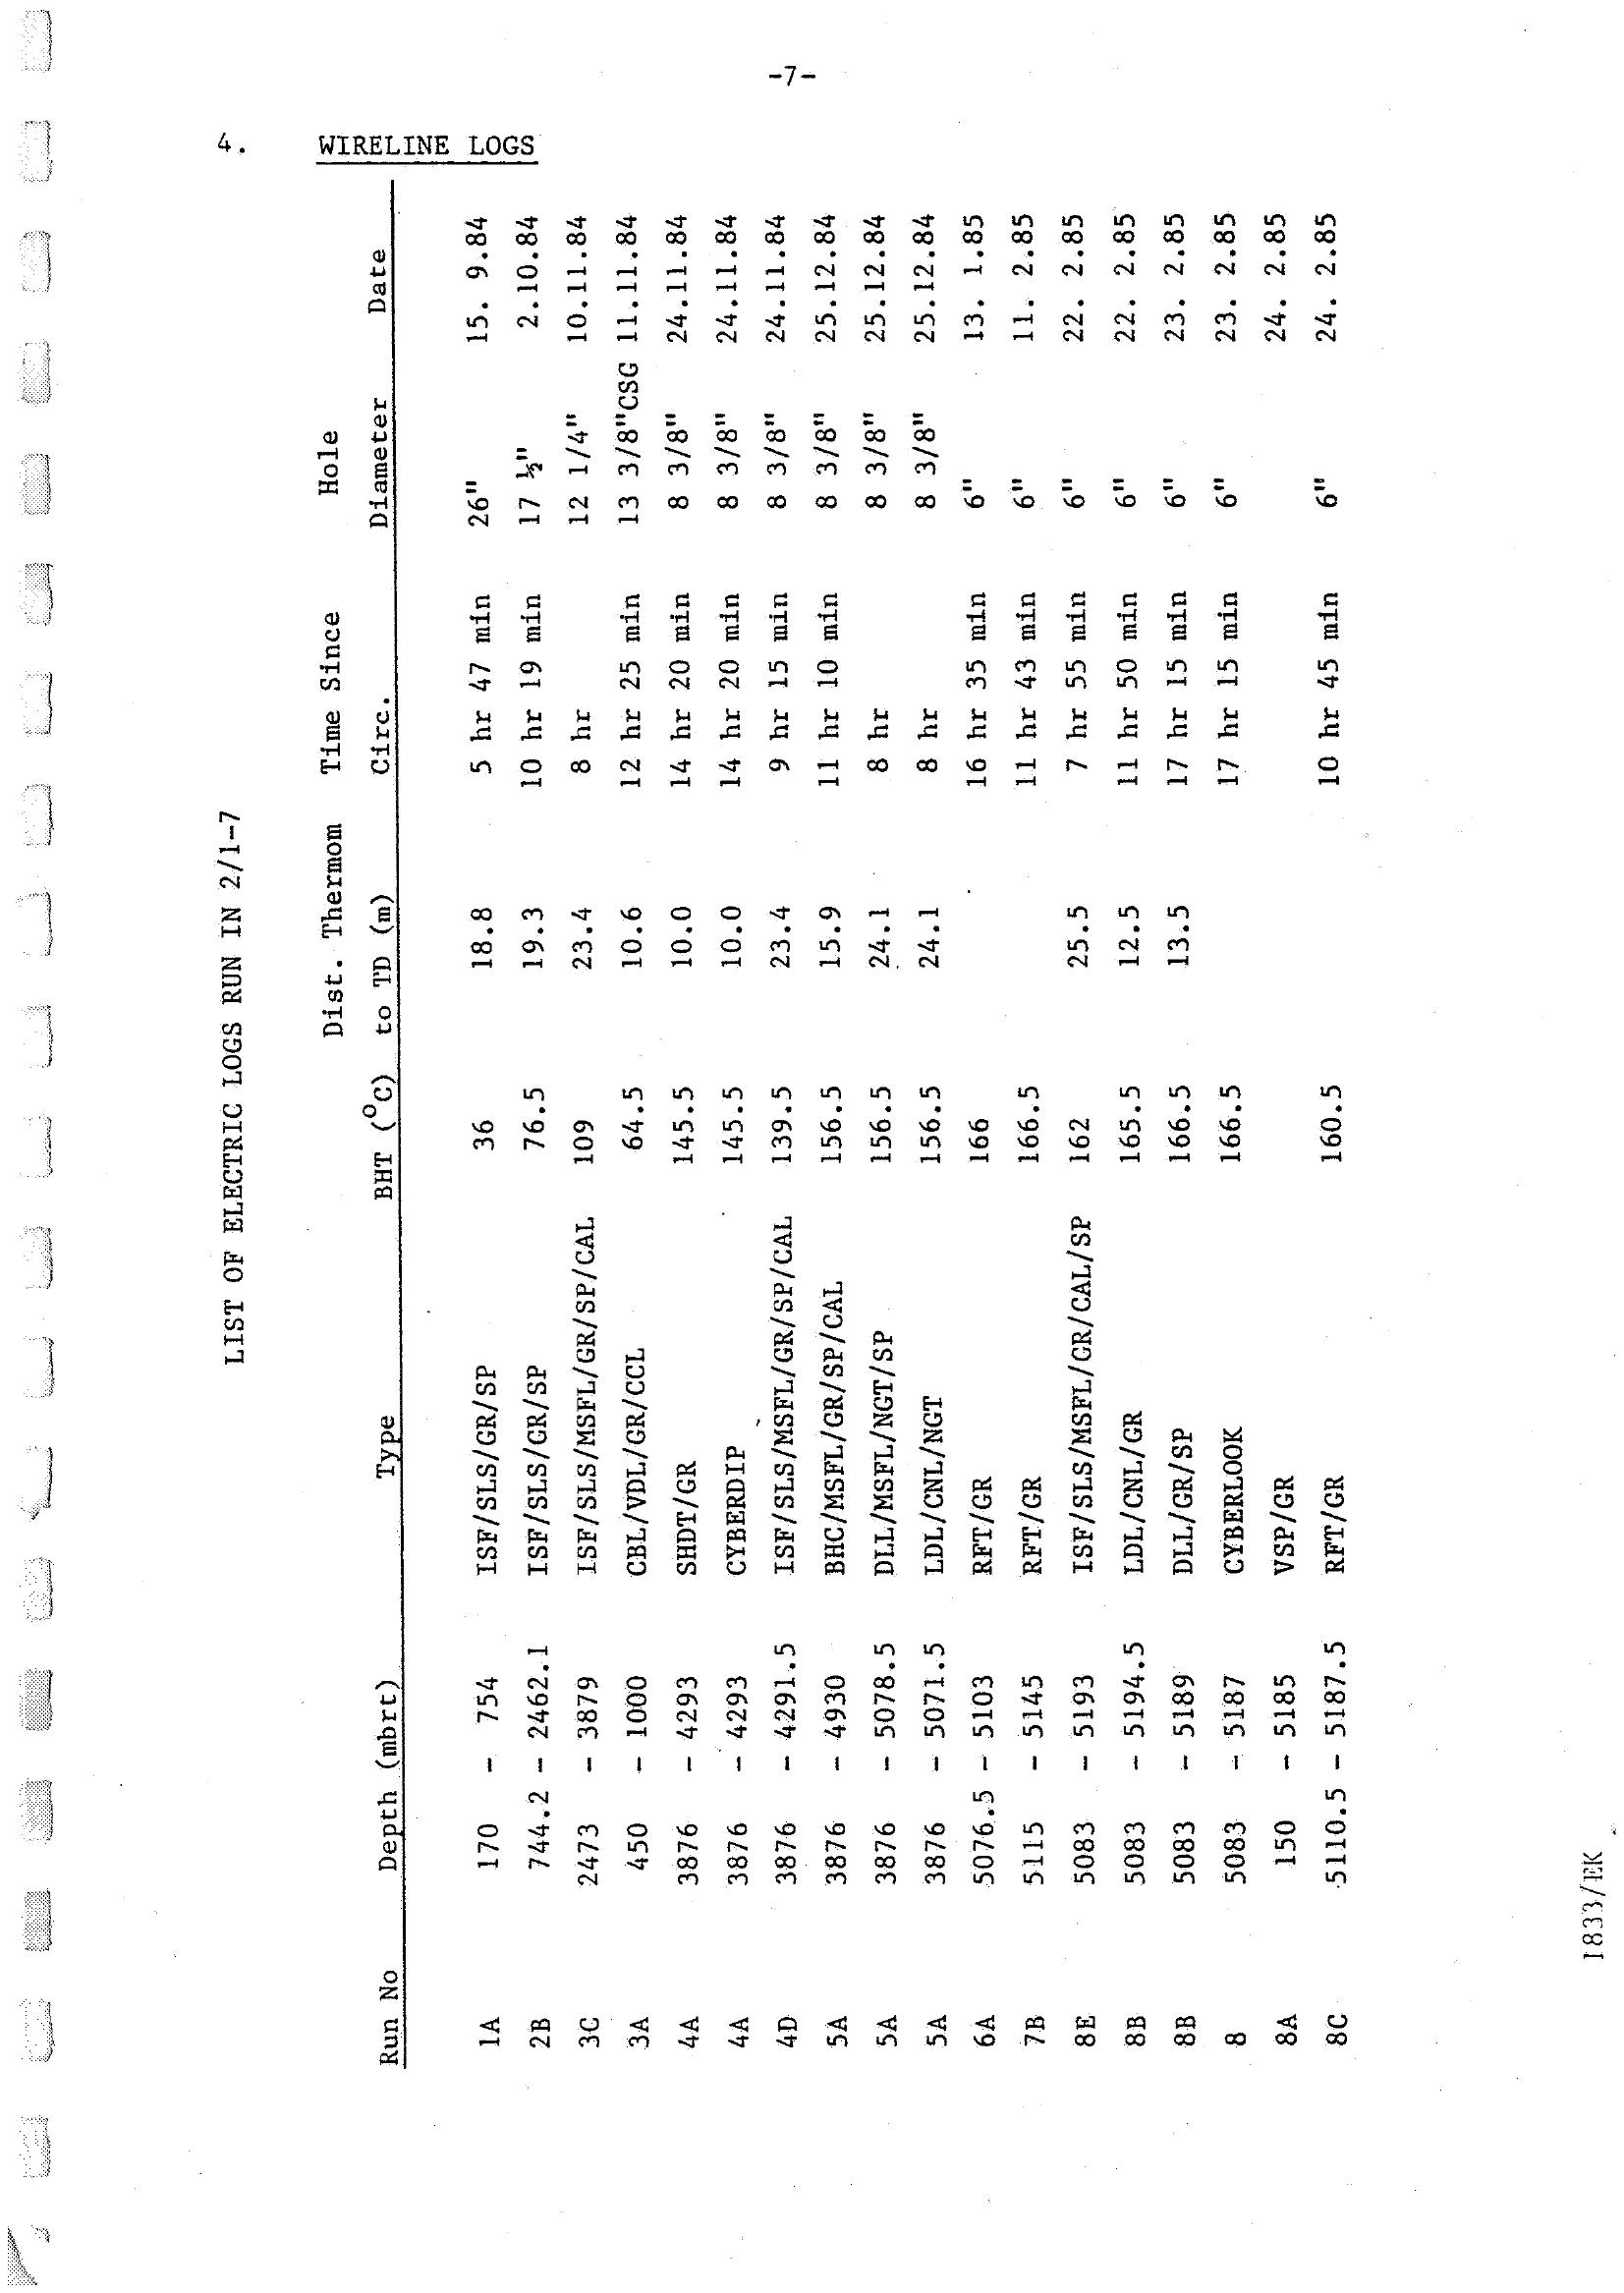 -7-
4. WIRELINE LOGS
LIST OF ELECTRIC LOGS RUN IN 2/1-7
Dist. Thermom Time Since Hole
Run No Depth (mbrt) Type BHT (°C) to TD (m) Circ. Diameter Date
1A 170 - 754 ISF/SLS/GR/SP 36 18.8 5 hr 47 min 26" 15. 9.84
2B 744.2 - 2462.1 ISF/SLS/GR/SP 76.5 19.3 10 hr 19 min 17 ½" 2.10.84
3C 2473 - 3879 ISF/SLS/MSFL/GR/SP/CAL 109 23.4 8 hr 12 1/4" 10.11.84
3A 450 - 1000 CBL/VDL/GR/CCL 64.5 10.6 12 hr 25 min 13 3/8"CSG 11.11.84
4A 3876 - 4293 SHDT/GR 145.5 10.0 14 hr 20 min 8 3/8" 24.11.84
4A 3876 - 4293 CYBERDIP 145.5 10.0 14 hr 20 min 8 3/8" 24.11.84
4D 3876 - 4291.5 ISF/SLS/MSFL/GR/SP/CAL 139.5 23.4 9 hr 15 min 8 3/8" 24.11.84
5A 3876 - 4930 BHC/MSFL/GR/SP/CAL 156.5 15.9 11 hr 10 min 8 3/8" 25.12.84
5A 3876 - 5078.5 DLL/MSFL/NGT/SP 156.5 24.1 8 hr 8 3/8" 25.12.84
5A 3876 - 5071.5 LDL/CNL/NGT 156.5 24.1 8 hr 8 3/8" 25.12.84
6A 5076.5 - 5103 RFT/GR 166 16 hr 35 min 6" 13. 1.85
7B 5115 - 5145 RFT/GR 166.5 11 hr 43 min 6" 11. 2.85
8E 5083 - 5193 ISF/SLS/MSFL/GR/CAL/SP 162 25.5 7 hr 55 min 6" 22. 2.85
8B 5083 - 5194.5 LDL/CNL/GR 165.5 12.5 11 hr 50 min 6" 22. 2.85
8B 5083 - 5189 DLL/GR/SP 166.5 13.5 17 hr 15 min 6" 23. 2.85
8 5083 - 5187 CYBERLOOK 166.5 17 hr 15 min 6" 23. 2.85
8A 150 - 5185 VSP/GR 24. 2.85
8C 5110.5 - 5187.5 RFT/GR 160.5 10 hr 45 min 6" 24. 2.85
1833/EK